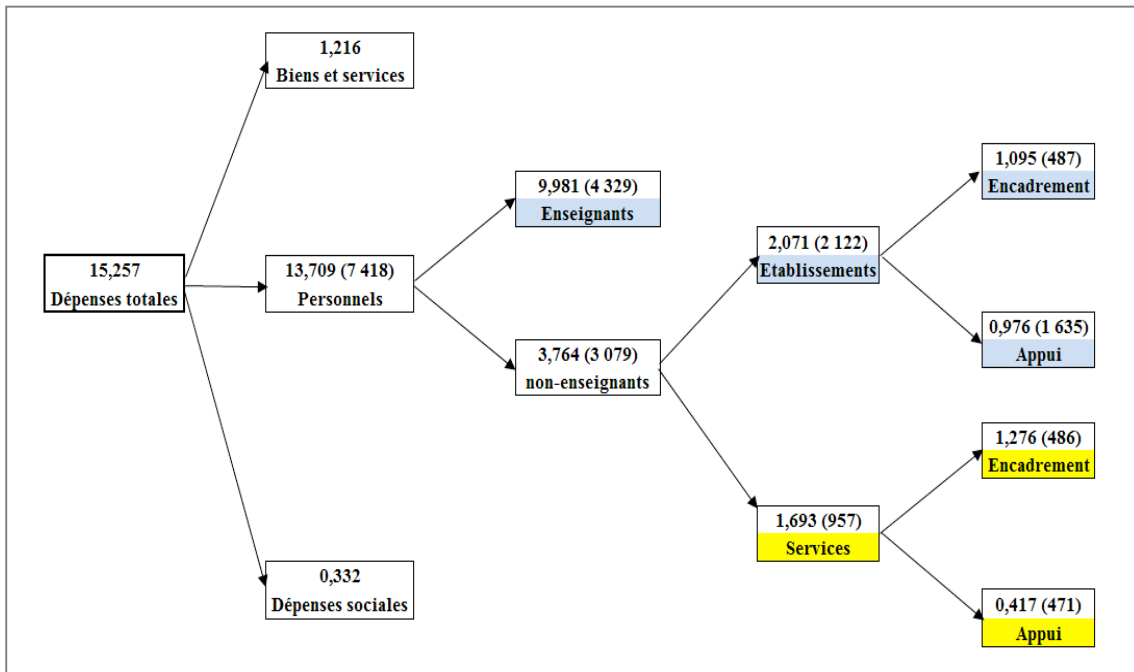 1,216
Biens et services
15,257
Dépenses totales
13,709 (7 418)
Personnels
0,332
Dépenses sociales
9,981 (4 329)
Enseignants
3,764 (3 079)
non-enseignants
2,071 (2 122)
Etablissements
1,693 (957)
Services
1,095 (487)
Encadrement
0,976 (1 635)
Appui
1,276 (486)
Encadrement
0,417 (471)
Appui